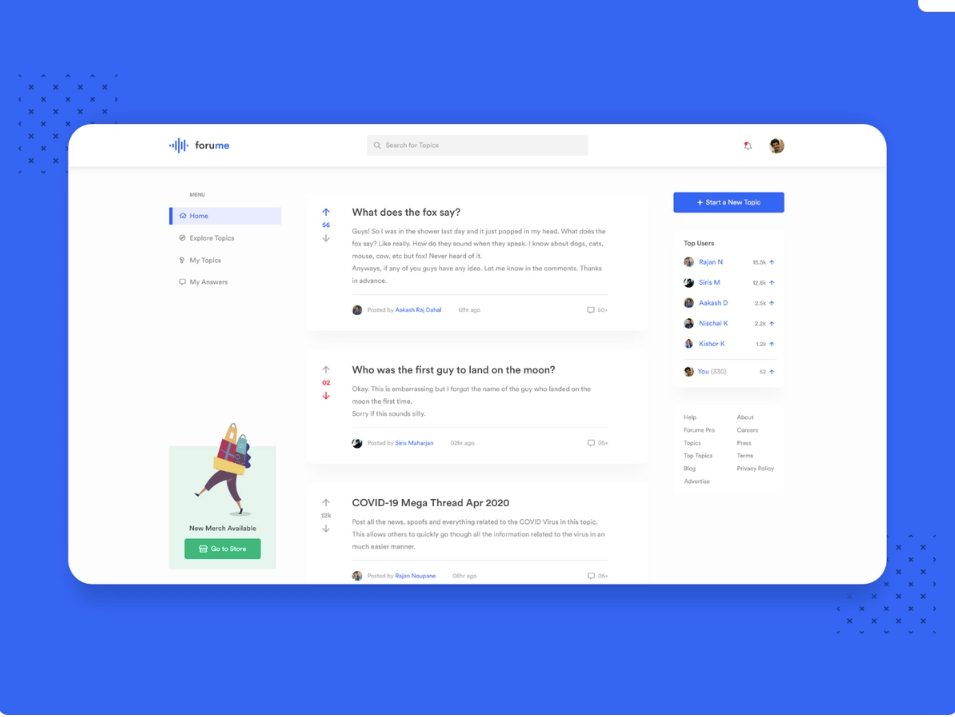 forume
Search for Topics
MENU
Home
Explore Topics
My Topics
My Answers
New Merch Available
Go to Store
56
What does the fox say?
Guys! So I was in the shower last day and it just popped in my head. What does the
fox say? Like really. How do they sound when they speak. I know about dogs, cats,
mouse, cow, etc but fox! Never heard of it.
Anyways, if any of you guys have any idea. Let me know in the comments. Thanks
in advance.
Posted by Aakash Raj Dahal 12hr ago 50+
02
Who was the first guy to land on the moon?
Okay. This is embarrassing but I forgot the name of the guy who landed on the
moon the first time.
Sorry if this sounds silly.
Posted by Siris Maharjan 02hr ago 05+
COVID-19 Mega Thread Apr 2020
Post all the news, spoofs and everything related to the COVID Virus in this topic.
This allows others to quickly go though all the information related to the virus in an
much easier manner.
Posted by Rajan Neupane 08hr ago
+ Start a New Topic
Top Users
Rajan N
Siris M 12.8k
Aakash D 2.5k
Nischal K 2.2k
Kishor K 1.2k
You (330) 52
Help About
Forume Pro Careers
Topics Press
Top Topics Terms
Blog Privacy Policy
Advertise